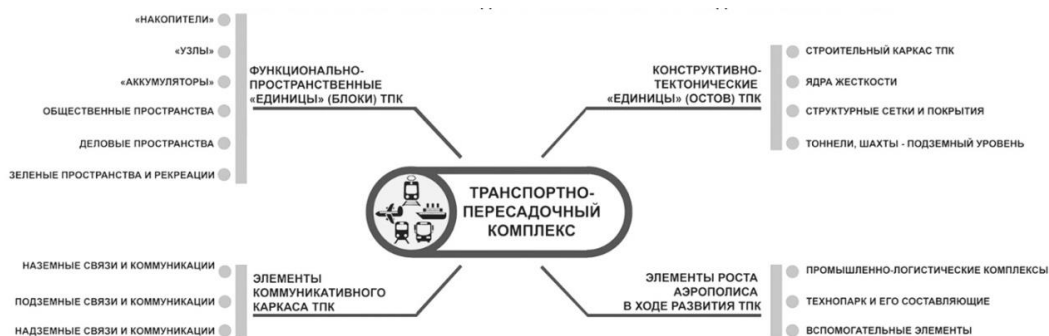 «НАКОПИТЕЛИ»
«УЗЛЫ»
«АККУМУЛЯТОРЫ»
ОБЩЕСТВЕННЫЕ ПРОСТРАНСТВА
ДЕЛОВЫЕ ПРОСТРАНСТВА
ЗЕЛЕНЫЕ ПРОСТРАНСТВА И РЕКРЕАЦИИ
ФУНКЦИОНАЛЬНО-
ПРОСТРАНСТВЕННЫЕ
«ЕДИНИЦЫ» (БЛОКИ) ТПК
КОНСТРУКТИВНО-
ТЕКТОНИЧЕСКИЕ
«ЕДИНИЦЫ» (ОСТОВ) ТПК
СТРОИТЕЛЬНЫЙ КАРКАС ТПК
ЯДРА ЖЕСТКОСТИ
СТРУКТУРНЫЕ СЕТКИ И ПОКРЫТИЯ
ТОННЕЛИ, ШАХТЫ - ПОДЗЕМНЫЙ УРОВЕНЬ
ТРАНСПОРТНО-
ПЕРЕСАДОЧНЫЙ
КОМПЛЕКС
НАЗЕМНЫЕ СВЯЗИ И КОММУНИКАЦИИ
ПОДЗЕМНЫЕ СВЯЗИ И КОММУНИКАЦИИ
НАДЗЕМНЫЕ СВЯЗИ И КОММУНИКАЦИИ
ЭЛЕМЕНТЫ
КОММУНИКАТИВНОГО
КАРКАСА ТПК
ЭЛЕМЕНТЫ РОСТА
АЭРОПОЛИСА
В ХОДЕ РАЗВИТИЯ ТПК
ПРОМЫШЛЕННО-ЛОГИСТИЧЕСКИЕ КОМПЛЕКСЫ
ТЕХНОПАРК И ЕГО СОСТАВЛЯЮЩИЕ
ВСПОМОГАТЕЛЬНЫЕ ЭЛЕМЕНТЫ